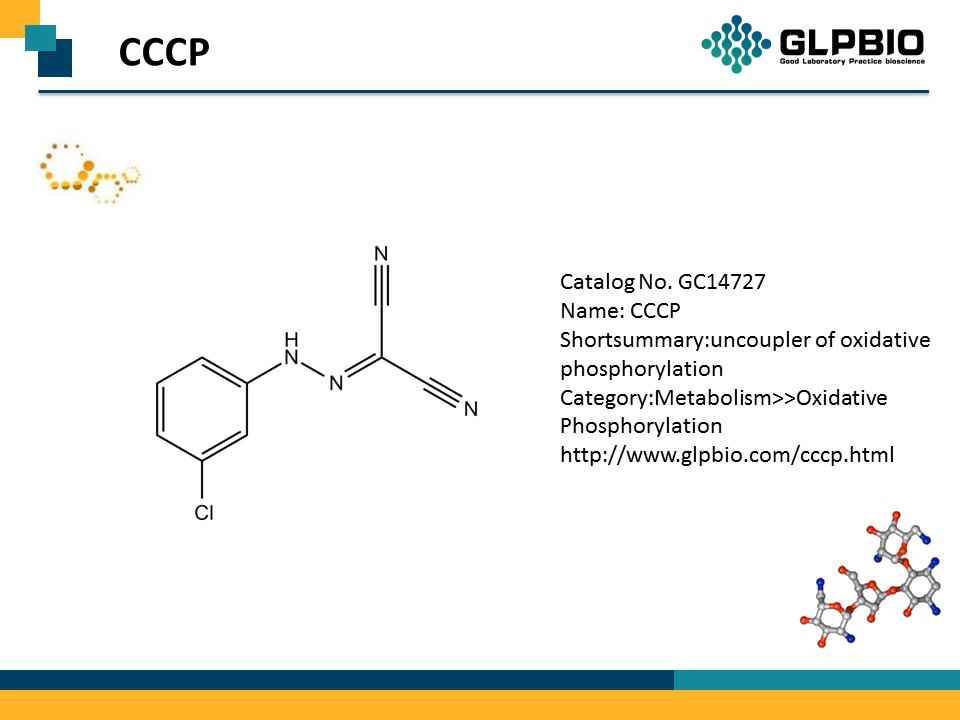 CCCP
GLPBIO
Good Laboratory Practice bioscience
N
H
N
N
N
Cl
Catalog No. GC14727
Name: CCCP
Shortsummary:uncoupler of oxidative
phosphorylation
Category:Metabolism>>Oxidative
Phosphorylation
http://www.glpbio.com/cccp.html